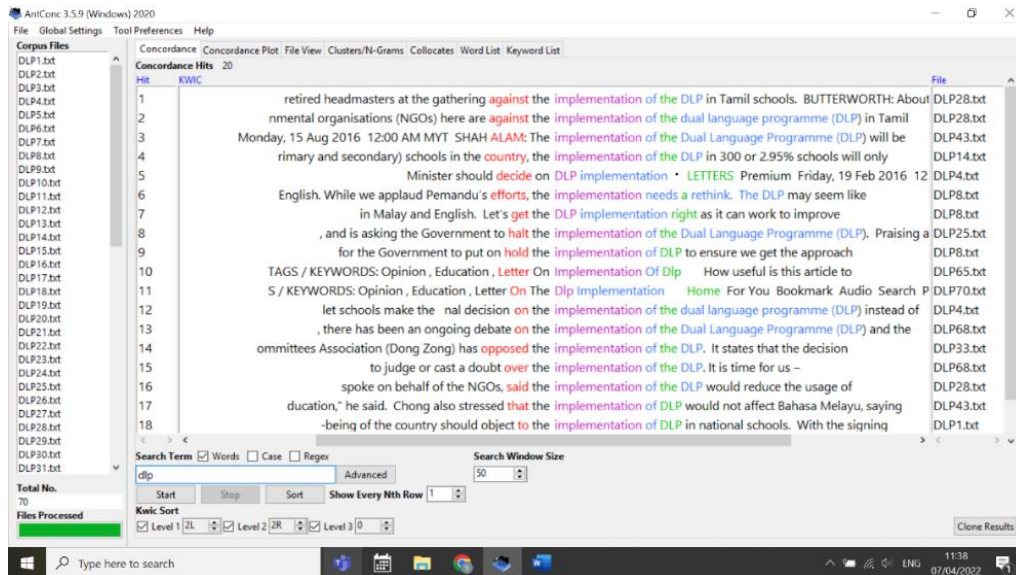 AntConc 3.5.9 (Windows) 2020
File Global Settings Tool Preferences Help
Corpus Files
DLP1.txt
DLP2.txt
DLP3.txt
DLP4.txt
DLP5.txt
DLP6.txt
DLP7.txt
DLP8.txt
DLP9.txt
DLP10.txt
DLP11.txt
DLP12.txt
DLP13.txt
DLP14.txt
DLP15.txt
DLP16.txt
DLP17.txt
DLP18.txt
DLP19.txt
DLP20.txt
DLP21.txt
DLP22.txt
DLP23.txt
DLP24.txt
DLP25.txt
DLP26.txt
DLP27.txt
DLP28.txt
DLP29.txt
DLP30.txt
DLP31.txt
Total No.
70
Files Processed
Concordance Concordance Plot File View Clusters/N-Grams Collocates Word List Keyword List
Concordance Hits 20
Hit KWIC File
1 retired headmasters at the gathering against the implementation of the DLP in Tamil schools. BUTTERWORTH: About DLP28.txt
2 nmental organisations (NGOs) here are against the implementation of the dual language programme (DLP) in Tamil DLP28.txt
3 Monday, 15 Aug 2016 12:00 AM MYT SHAH ALAM: The implementation of the Dual Language Programme (DLP) will be DLP43.txt
4 rimary and secondary) schools in the country, the implementation of the DLP in 300 or 2.95% schools will only DLP14.txt
5 Minister should decide on DLP implementation • LETTERS Premium Friday, 19 Feb 2016 12 DLP4.txt
6 English. While we applaud Pemandu's efforts, the implementation needs a rethink. The DLP may seem like DLP8.txt
7 in Malay and English. Let's get the DLP implementation right as it can work to improve DLP8.txt
8 , and is asking the Government to halt the implementation of the Dual Language Programme (DLP). Praising a DLP25.txt
9 for the Government to put on hold the implementation of DLP to ensure we get the approach DLP8.txt
10 TAGS / KEYWORDS: Opinion , Education , Letter On Implementation Of Dlp How useful is this article to DLP65.txt
11 S / KEYWORDS: Opinion , Education , Letter On The Dlp Implementation Home For You Bookmark Audio Search P DLP70.txt
12 let schools make the nal decision on the implementation of the dual language programme (DLP) instead of DLP4.txt
13 , there has been an ongoing debate on the implementation of the Dual Language Programme (DLP) and the DLP68.txt
14 ommittees Association (Dong Zong) has opposed the implementation of the DLP. It states that the decision DLP33.txt
15 to judge or cast a doubt over the implementation of the DLP. It is time for us – DLP68.txt
16 spoke on behalf of the NGOs, said the implementation of the DLP would reduce the usage of DLP28.txt
17 ducation," he said. Chong also stressed that the implementation of DLP would not affect Bahasa Melayu, saying DLP43.txt
18 -being of the country should object to the implementation of DLP in national schools. With the signing DLP1.txt
Search Term Words Case Regex Search Window Size
dlp Advanced 50
Start Stop Sort Show Every Nth Row 1
Kwic Sort
Level 1 2L Level 2 2R Level 3 0 Clone Results
Type here to search ENG 11:38
07/04/2022